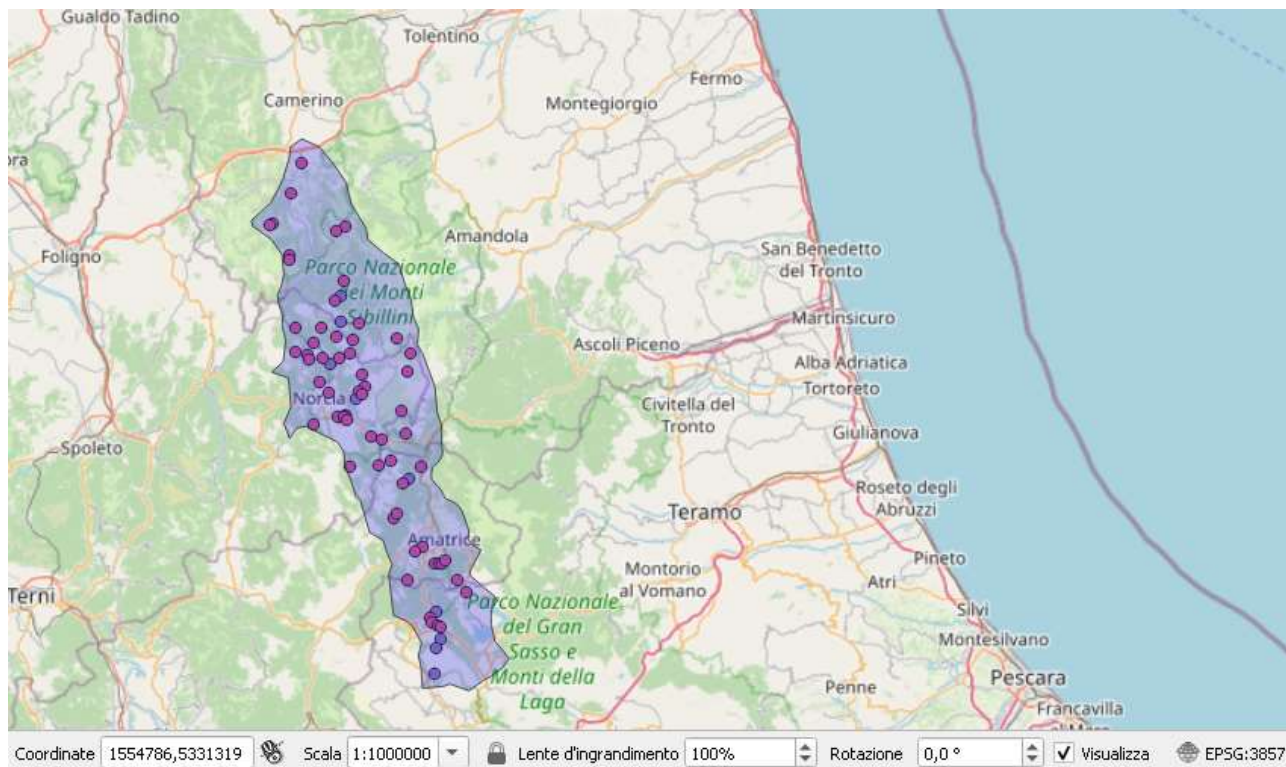 Gualdo Tadino
Tolentino
Fermo
Camerino
Montegiorgio
ora
Foligno
Amandola
San Benedetto
del Tronto
Parco Nazionale
dei Monti
Sibillini
Martinsicuro
Ascoli Piceno
Alba Adriatica
Tortoreto
Norcia
Civitella del
Tronto
Giulianova
Spoleto
Roseto degli
Abruzzi
Teramo
Amatrice
Pineto
Montorio
al Vomano
Atri
Terni
Parco Nazionale
del Gran
Sasso e
Monti della
Laga
Silvi
Montesilvano
Pescara
Penne
Francavilla
al Mare
Coordinate 1554786,5331319 Scala 1:1000000 Lente d'ingrandimento 100% Rotazione 0,0 ° Visualizza EPSG:3857